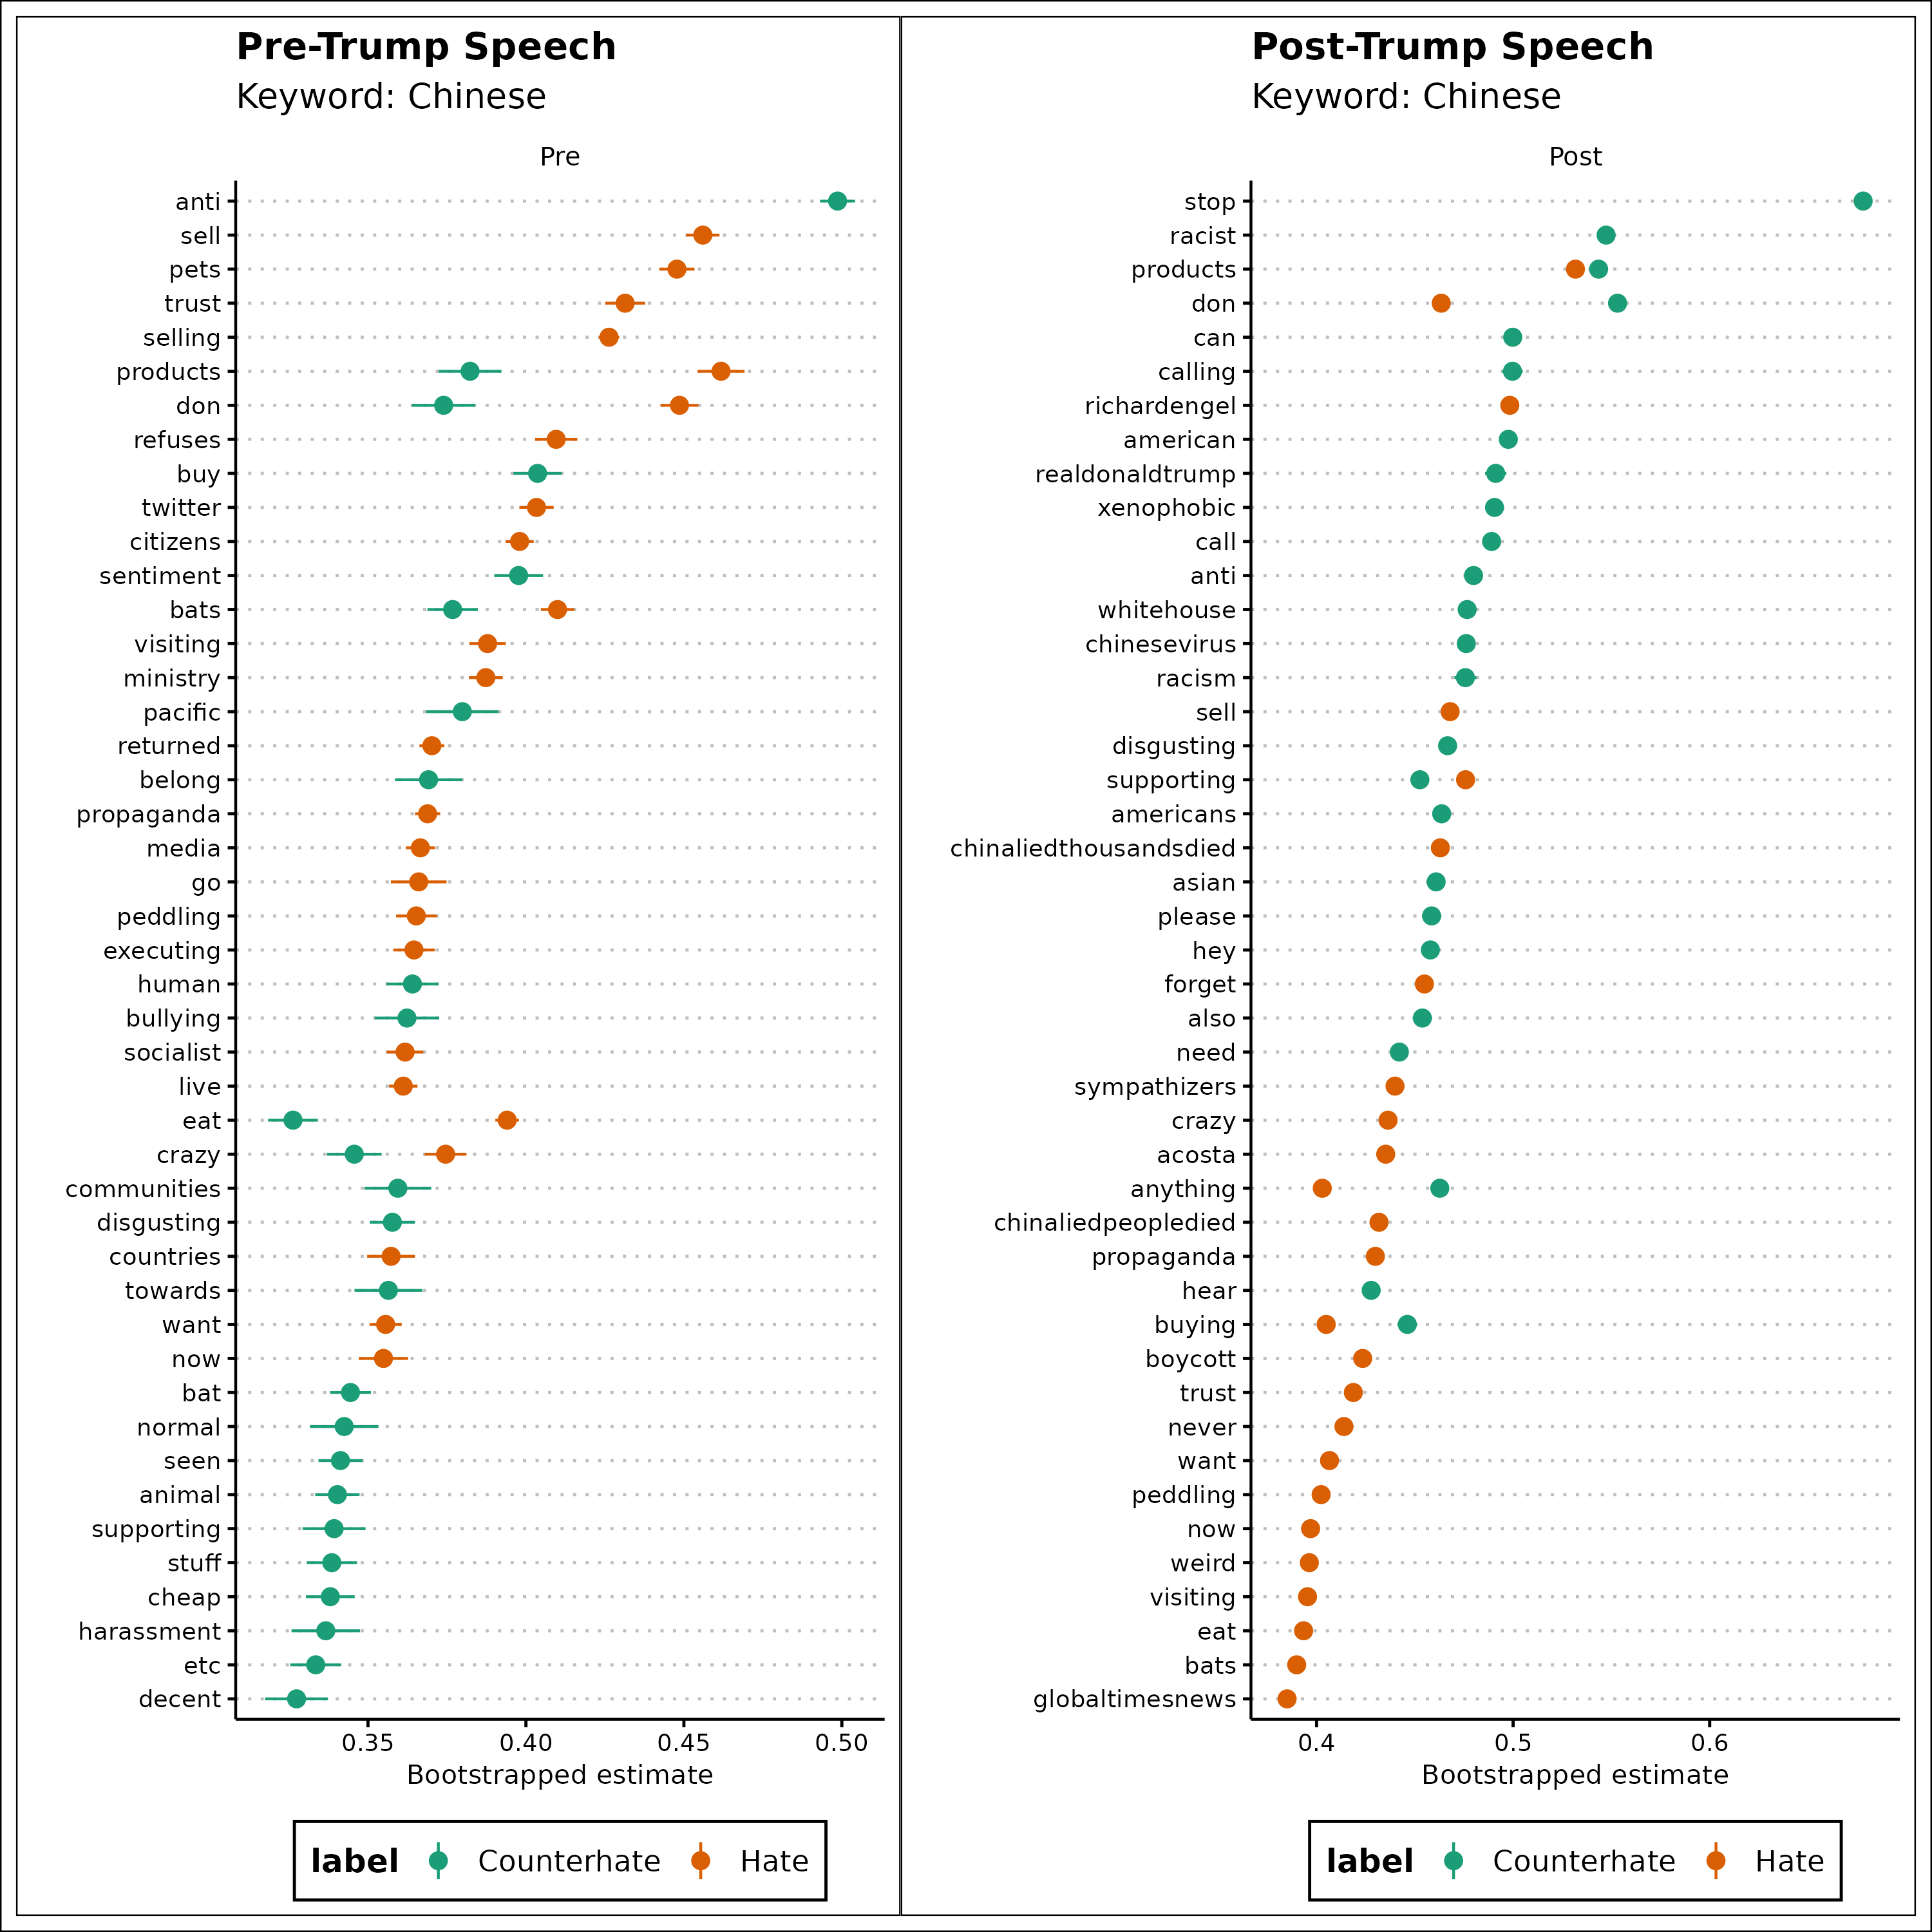 Pre-Trump Speech
Keyword: Chinese
Pre
anti
sell
pets
trust
selling
products
don
refuses
buy
twitter
citizens
sentiment
bats
visiting
ministry
pacific
returned
belong
propaganda
media
go
peddling
executing
human
bullying
socialist
live
eat
crazy
communities
disgusting
countries
towards
want
now
bat
normal
seen
animal
supporting
stuff
cheap
harassment
etc
decent
0.35 0.40 0.45 0.50
Bootstrapped estimate
label Counterhate Hate
Post-Trump Speech
Keyword: Chinese
Post
stop
racist
products
don
can
calling
richardengel
american
realdonaldtrump
xenophobic
call
anti
whitehouse
chinesevirus
racism
sell
disgusting
supporting
americans
chinaliedthousandsdied
asian
please
hey
forget
also
need
sympathizers
crazy
acosta
anything
chinaliedpeopledied
propaganda
hear
buying
boycott
trust
never
want
peddling
now
weird
visiting
eat
bats
globaltimesnews
0.4 0.5 0.6
Bootstrapped estimate
label Counterhate Hate